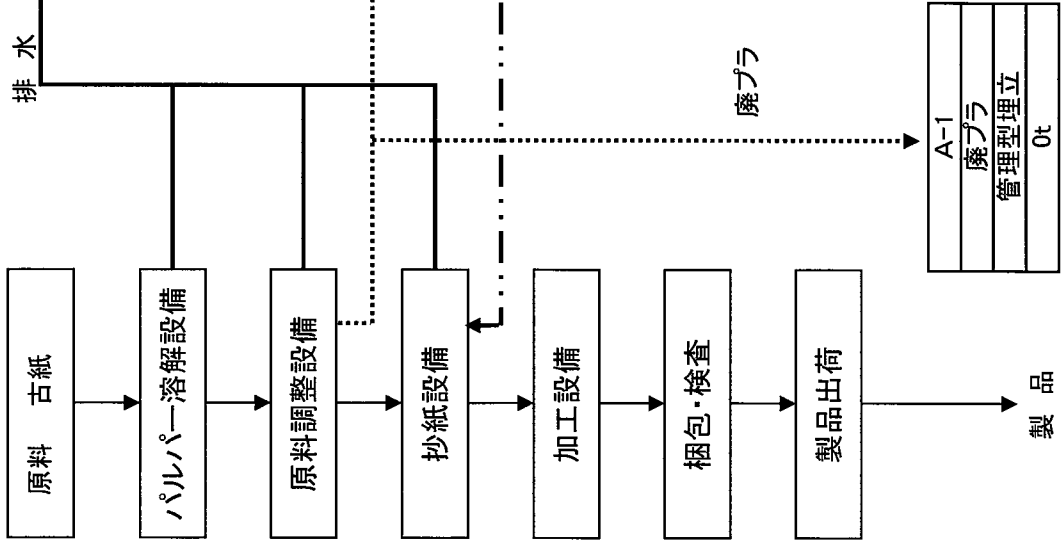 排 水
原料 古紙
パルパー溶解設備
原料調整設備
抄紙設備
加工設備
梱包・検査
製品出荷
製 品
廃プラ
A-1
廃プラ
管理型埋立
0t